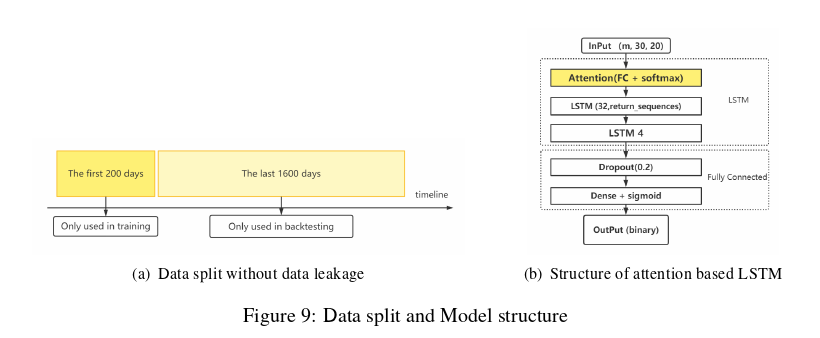 The first 200 days
The last 1600 days
timeline
Only used in training
Only used in backtesting
(a) Data split without data leakage
InPut (m, 30, 20)
Attention(FC + softmax)
LSTM (32,return_sequences)
LSTM
LSTM 4
Dropout(0.2)
Fully Connected
Dense + sigmoid
OutPut (binary)
(b) Structure of attention based LSTM
Figure 9: Data split and Model structure